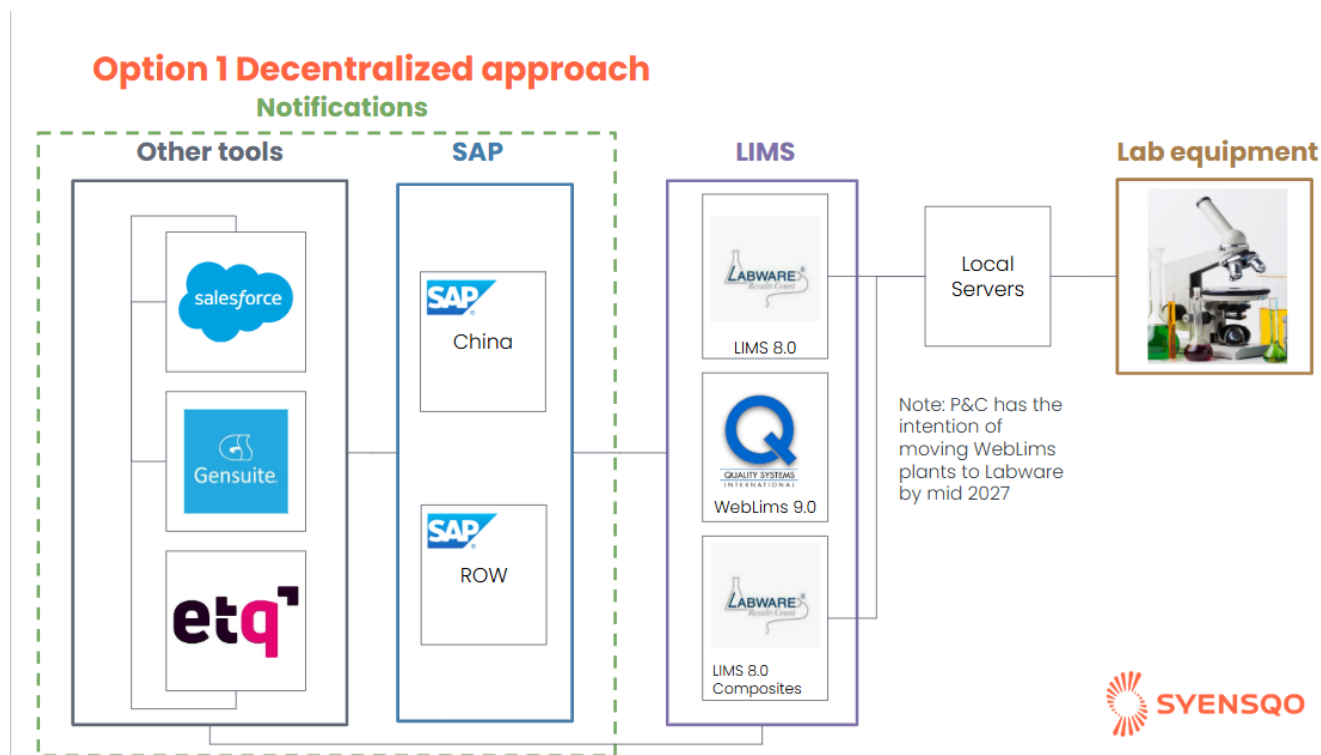 Option 1 Decentralized approach
Notifications
Other tools
SAP
LIMS
Lab equipment
salesforce
Gensuite
etq
SAP
China
SAP
ROW
LABWARE
Results Count
LIMS 8.0
QUALITY SYSTEMS
INTERNATIONAL
WebLims 9.0
LABWARE
Results Count
LIMS 8.0
Composites
Local
Servers
Note: P&C has the
intention of
moving WebLims
plants to Labware
by mid 2027
SYENSQO